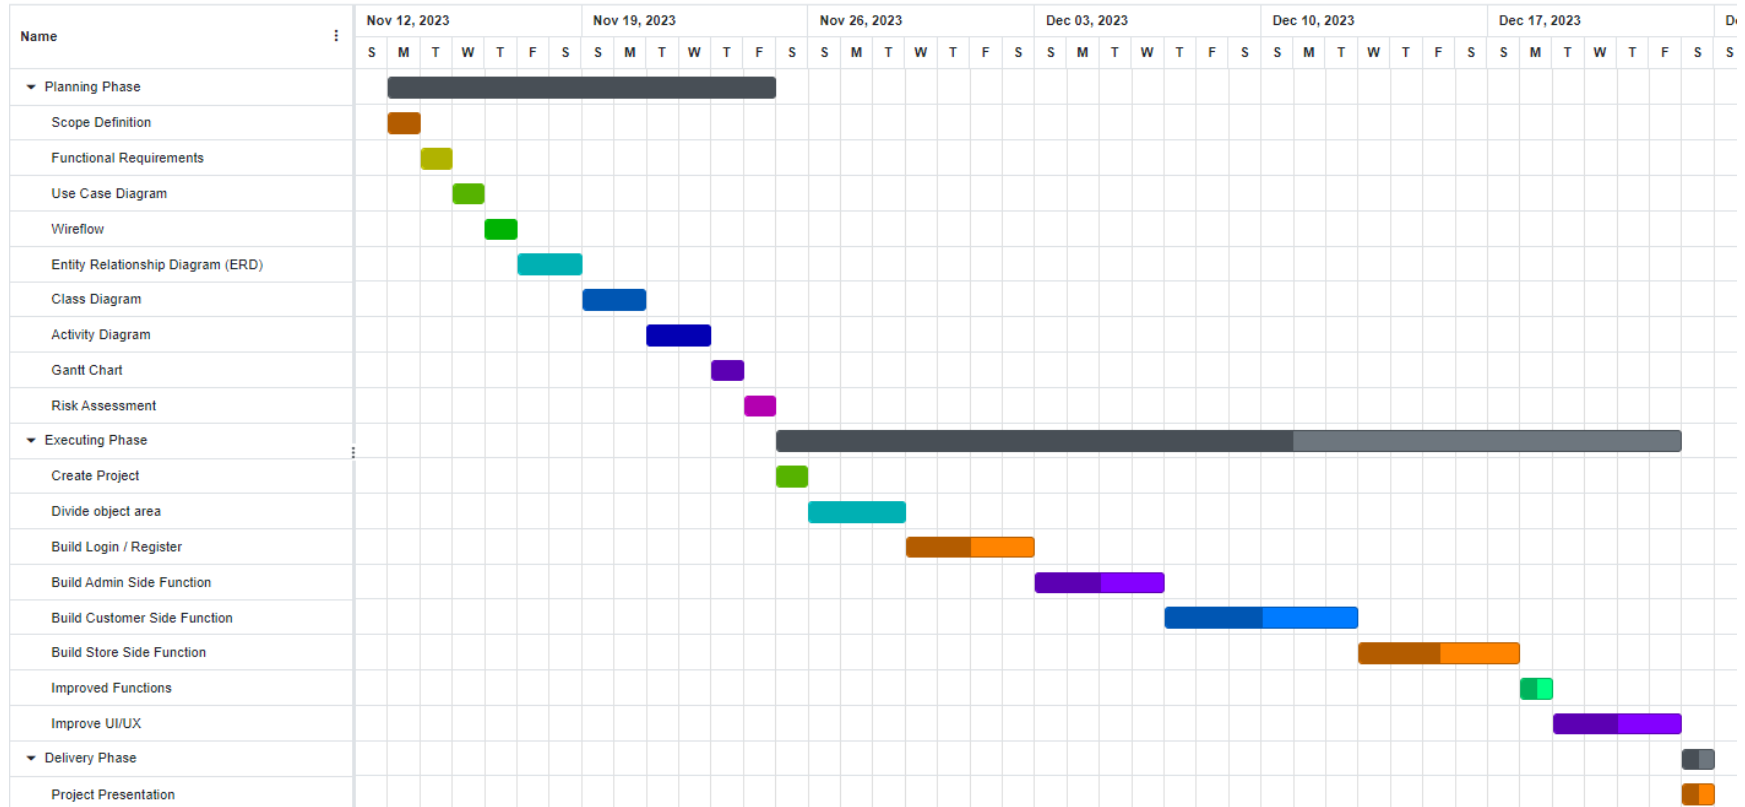 Name
Nov 12, 2023 Nov 19, 2023 Nov 26, 2023 Dec 03, 2023 Dec 10, 2023 Dec 17, 2023
S M T W T F S S M T W T F S S M T W T F S S M T W T F S S M T W T F S S M T W T F S S
Planning Phase
Scope Definition
Functional Requirements
Use Case Diagram
Wireflow
Entity Relationship Diagram (ERD)
Class Diagram
Activity Diagram
Gantt Chart
Risk Assessment
Executing Phase
Create Project
Divide object area
Build Login / Register
Build Admin Side Function
Build Customer Side Function
Build Store Side Function
Improved Functions
Improve UI/UX
Delivery Phase
Project Presentation